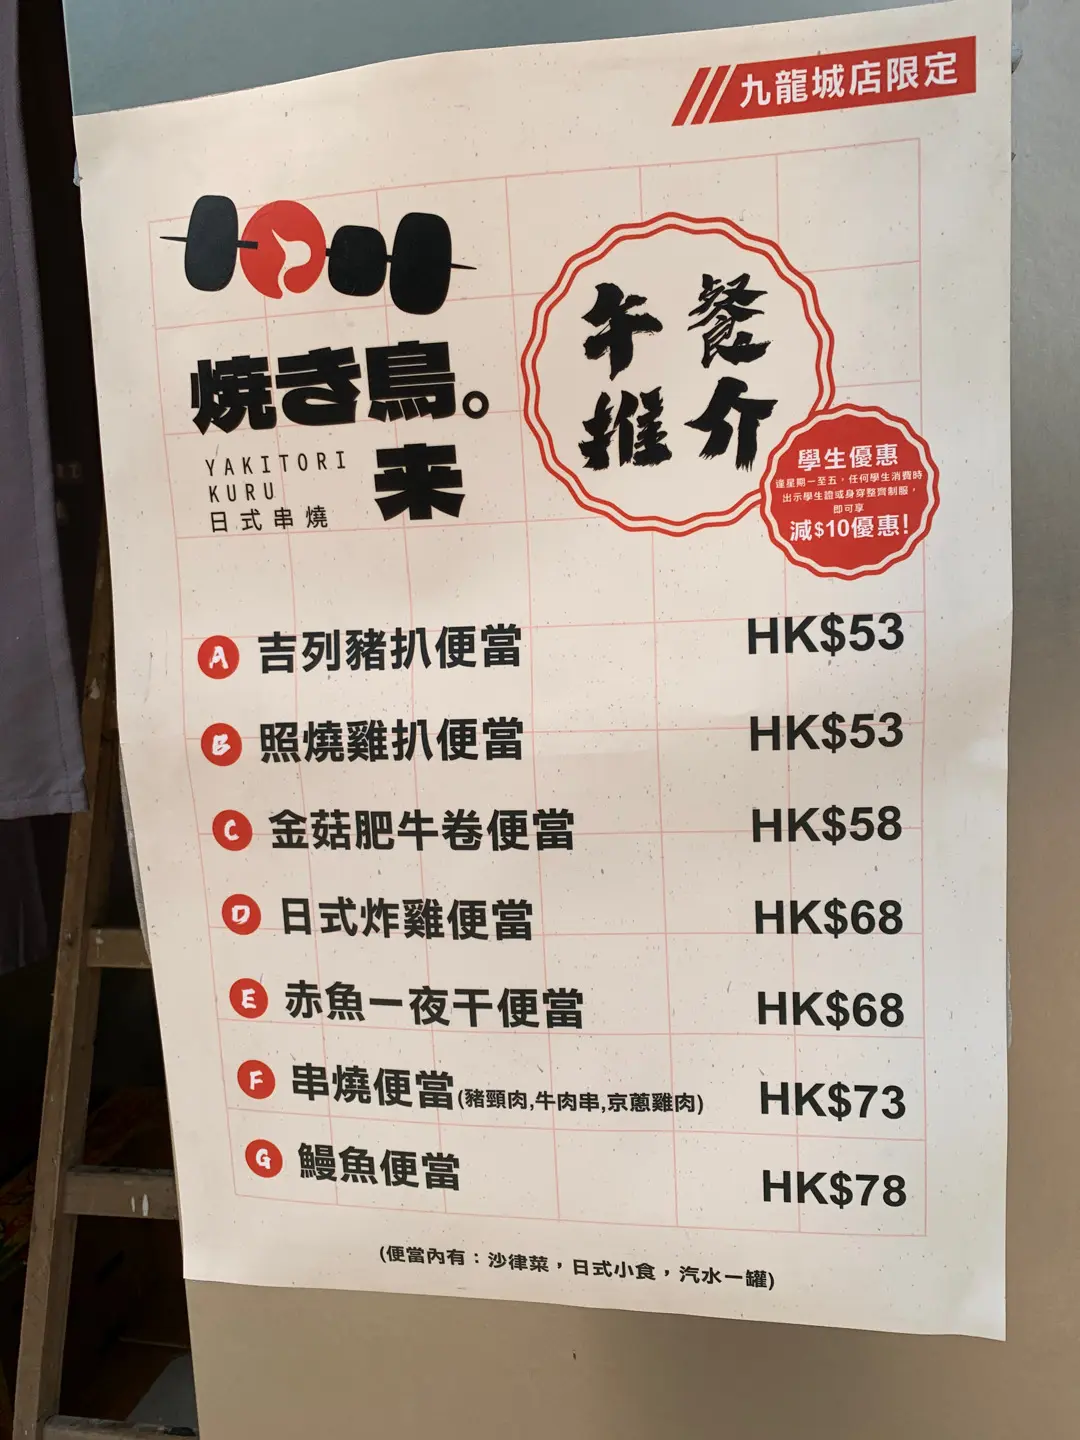 九龍城店限定
焼き鳥。
来
YAKITORI
KURU
日式串燒
午餐
推介
學生優惠
逢星期一至五，任何學生消費時
出示學生證或身穿整齊制服，
即可享
減$10優惠!
A 吉列豬扒便當 HK$53
B 照燒雞扒便當 HK$53
C 金菇肥牛卷便當 HK$58
D 日式炸雞便當 HK$68
E 赤魚一夜干便當 HK$68
F 串燒便當(豬頸肉,牛肉串,京蔥雞肉) HK$73
G 鰻魚便當 HK$78
(便當內有：沙律菜，日式小食，汽水一罐)